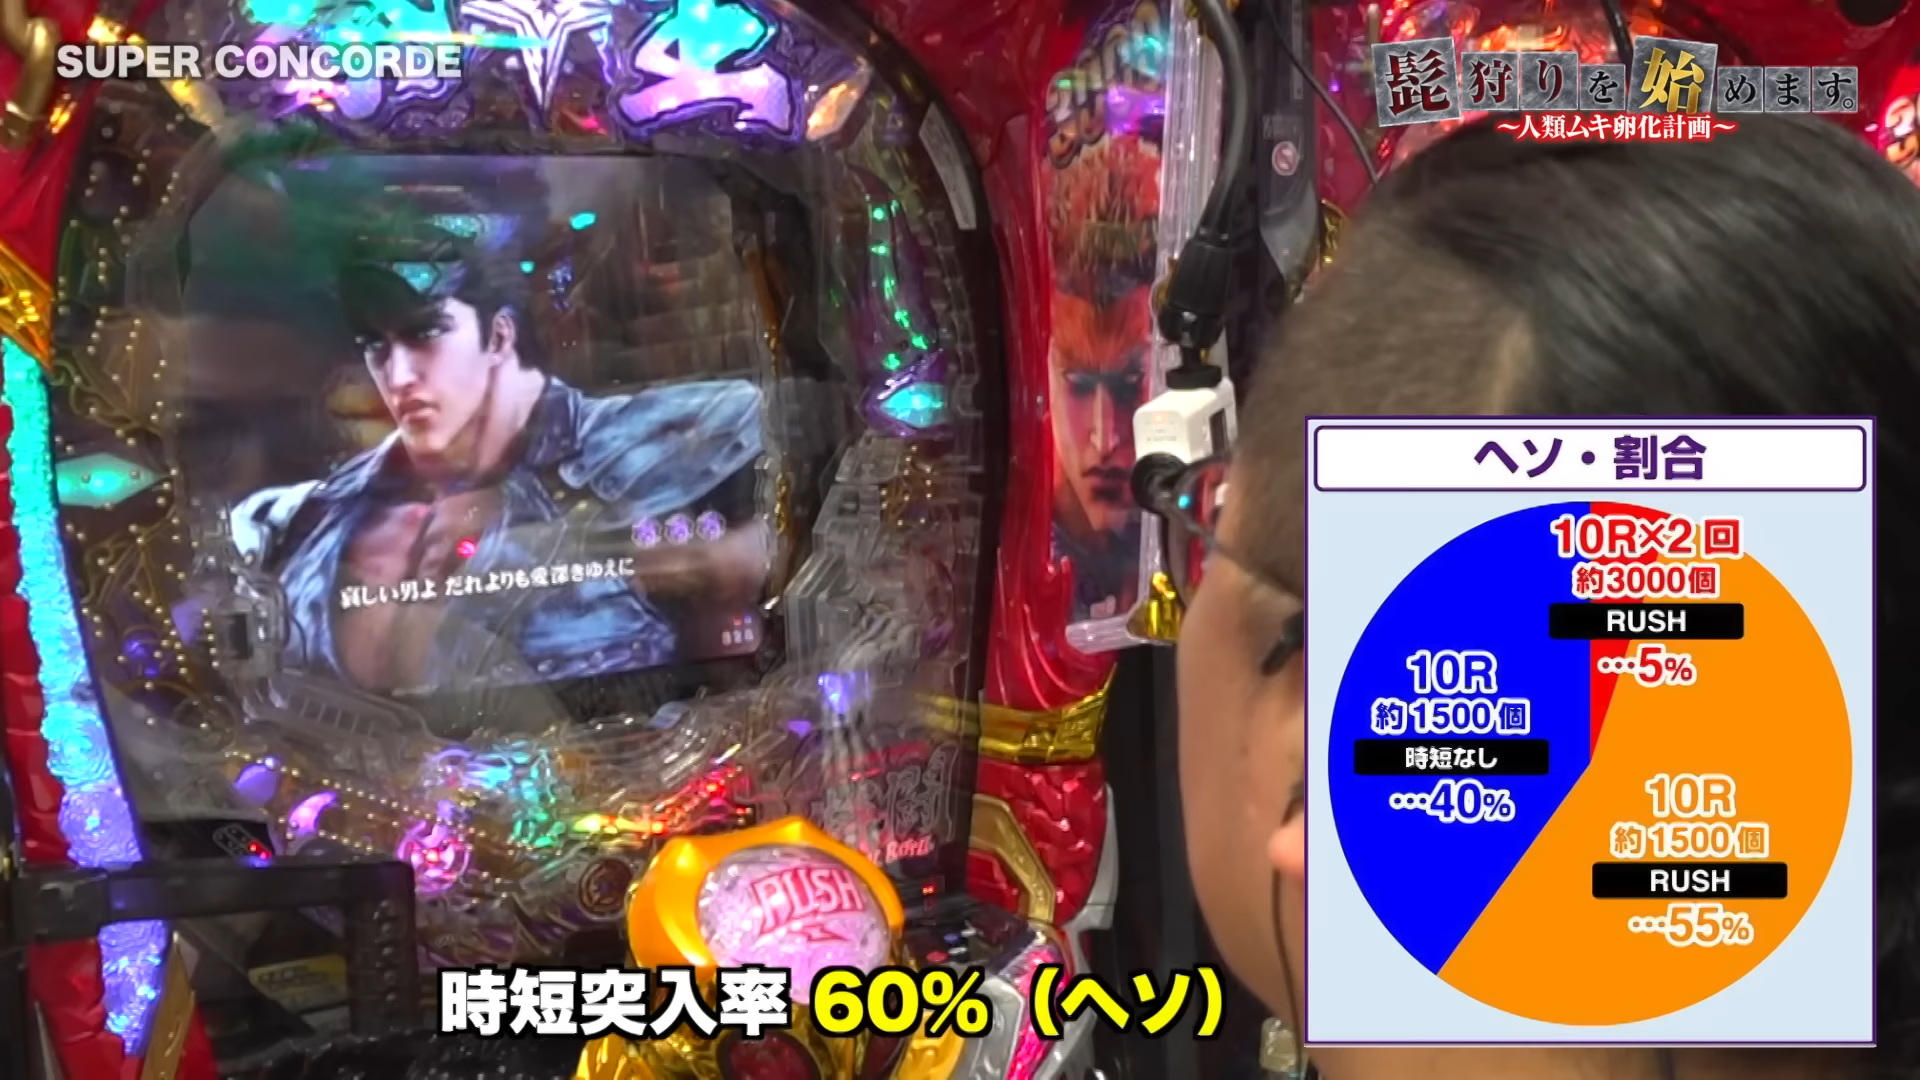 SUPER CONCORDE
髭狩りを始めます。
～人類ムキ卵化計画～
生
哀しい男よ だれよりも愛深きゆえに
ヘソ・割合
10R×2回
約3000個
RUSH
…5%
10R
約1500個
時短なし
…40%
10R
約1500個
RUSH
…55%
PUSH
時短突入率 60%（ヘソ）